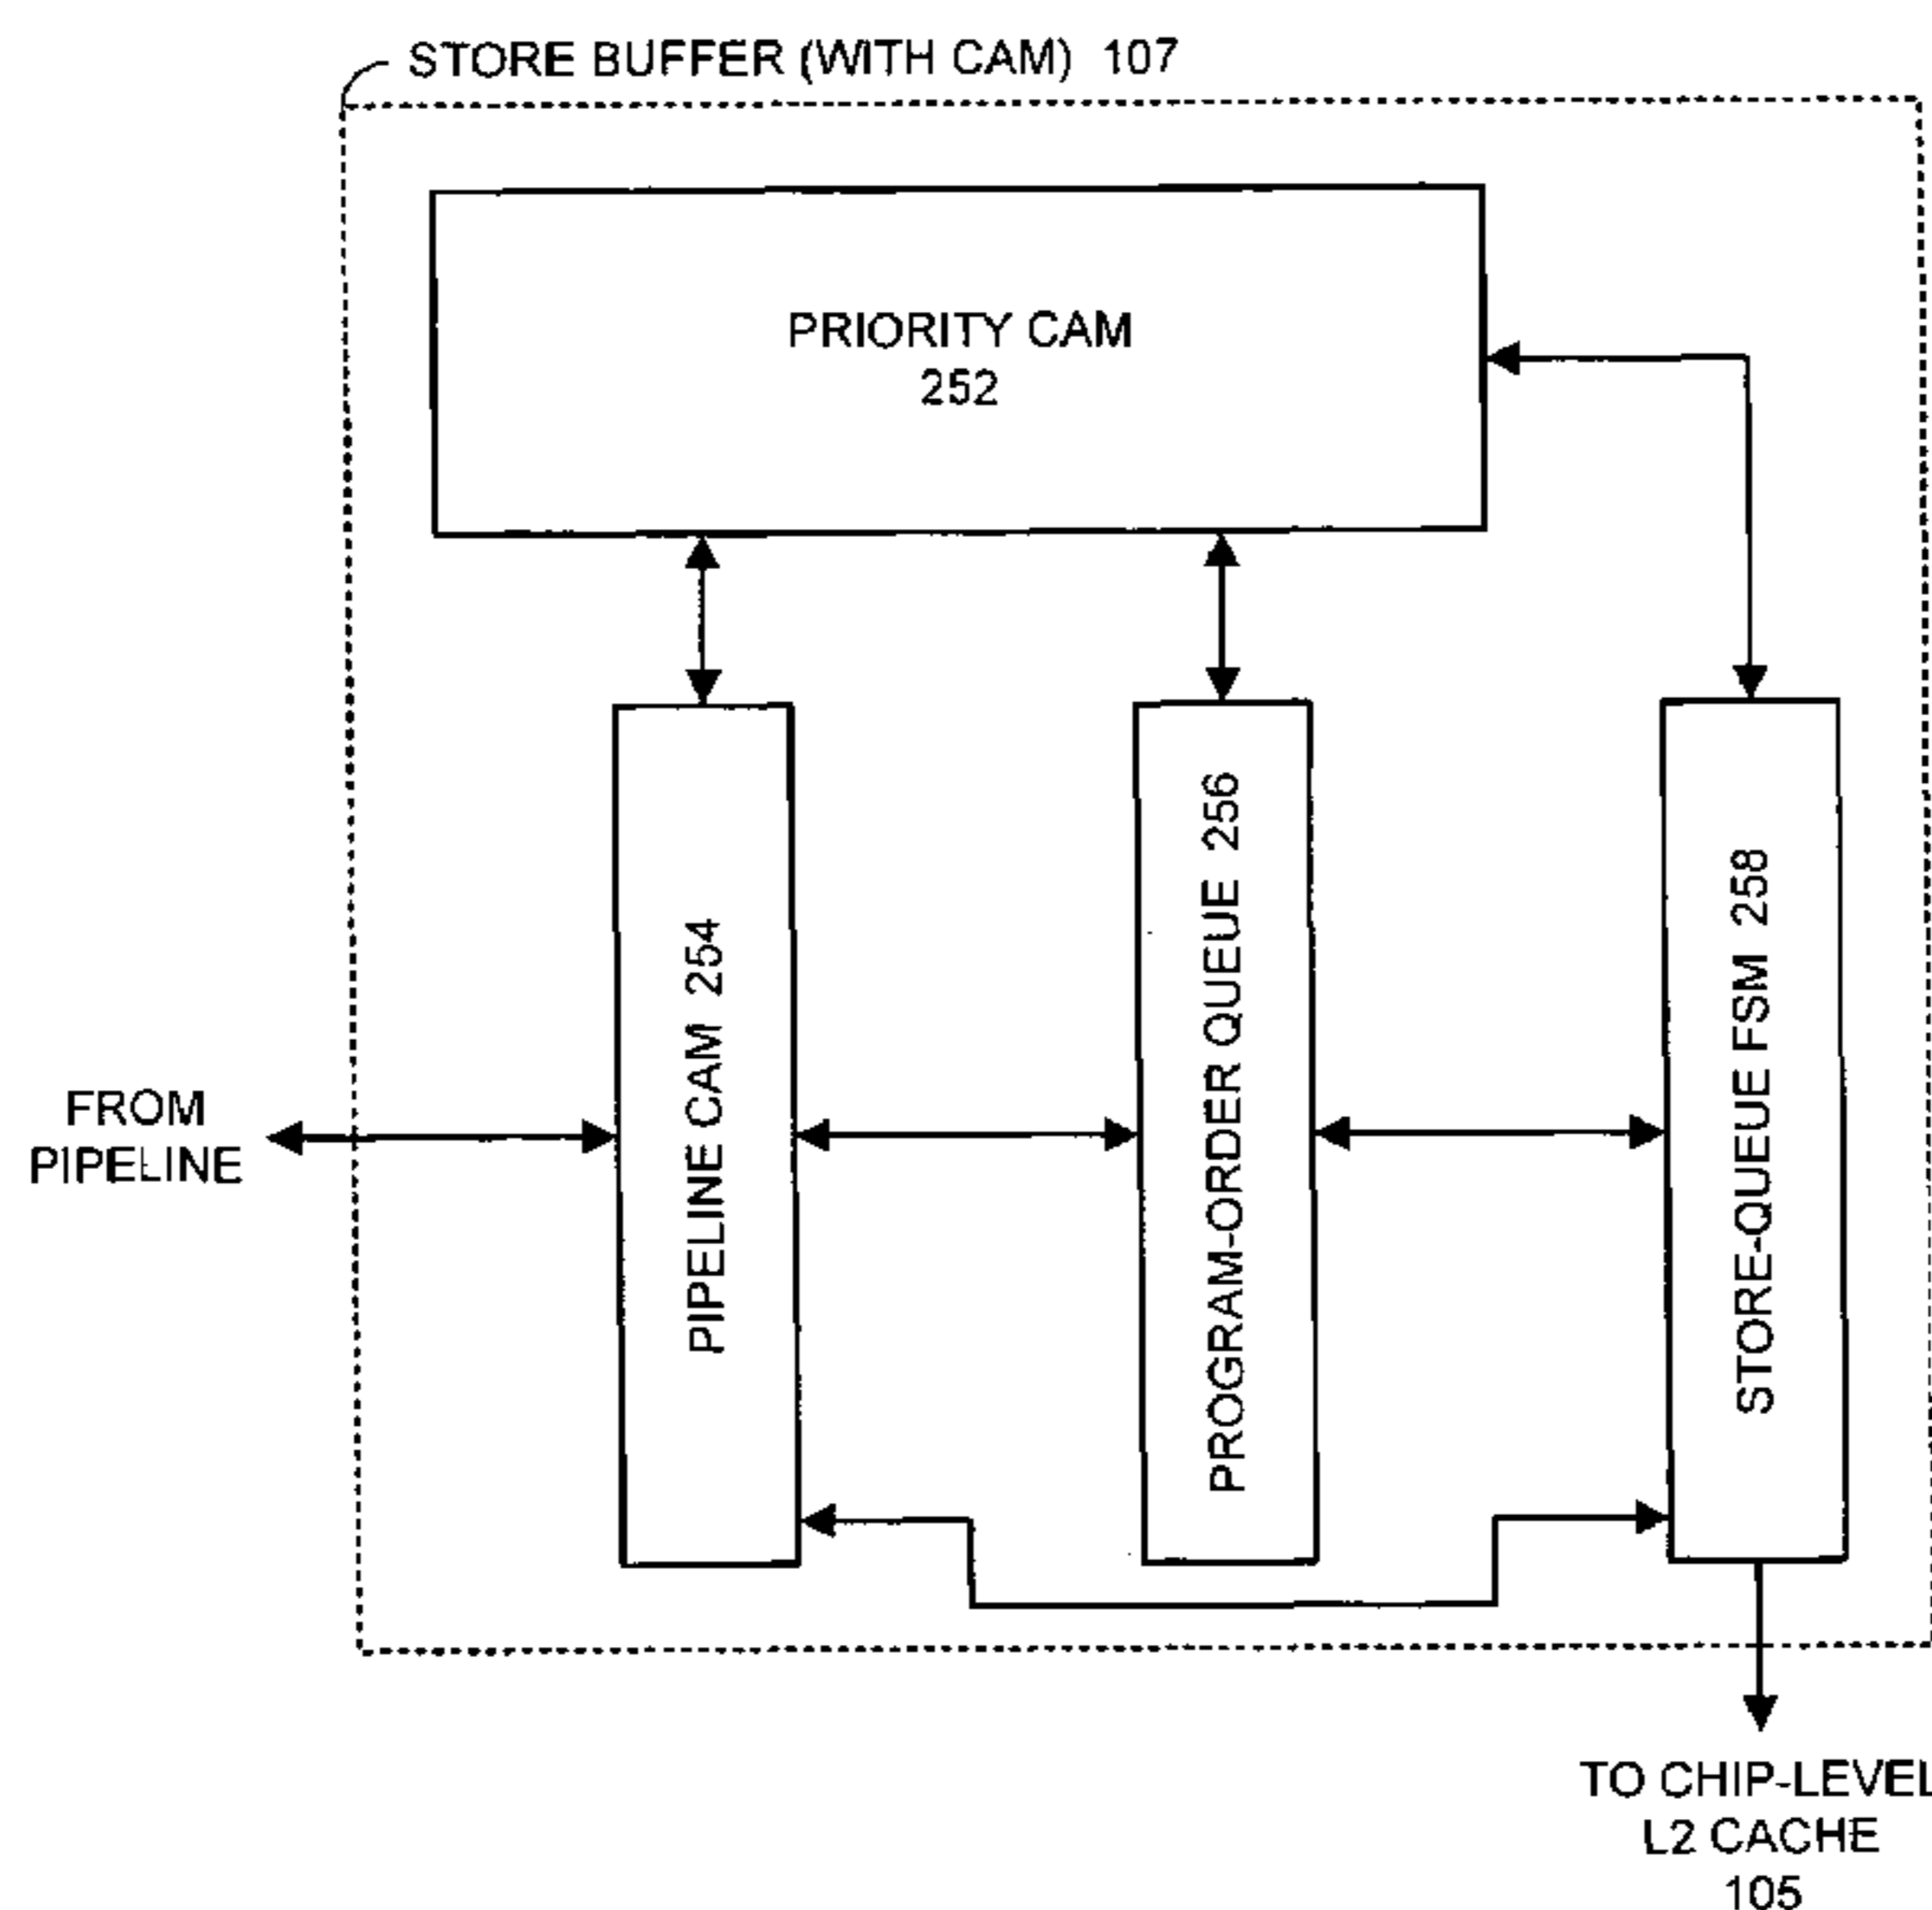 STORE BUFFER (WITH CAM) 107
PRIORITY CAM
252
PIPELINE CAM 254
PROGRAM-ORDER QUEUE 256
STORE-QUEUE FSM 258
FROM
PIPELINE
TO CHIP-LEVEL
L2 CACHE
105